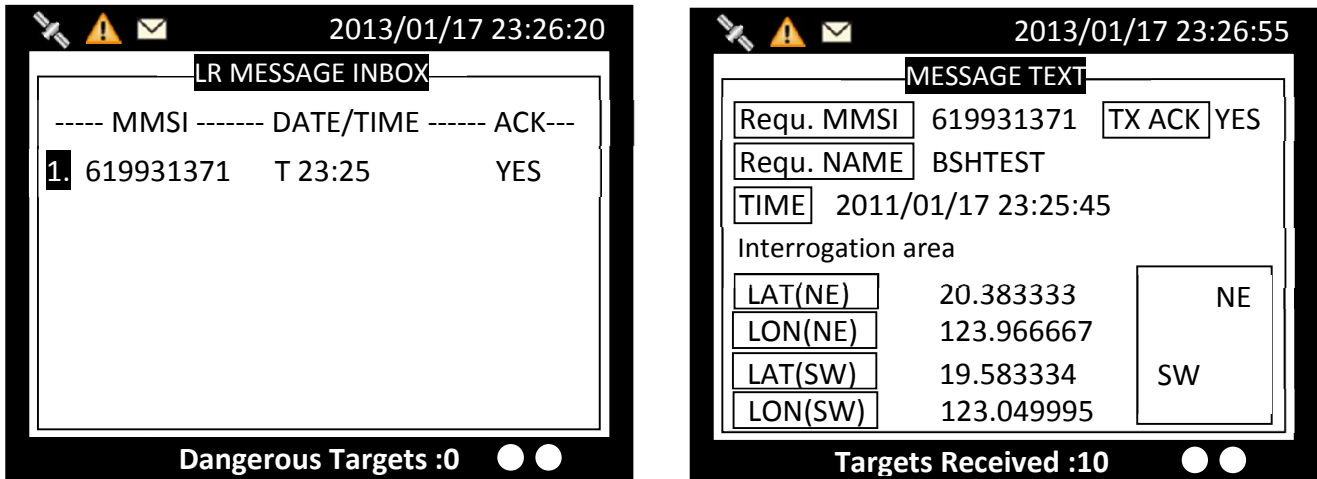 2013/01/17 23:26:20
LR MESSAGE INBOX
----- MMSI ------- DATE/TIME ------ ACK---
1. 619931371 T 23:25 YES
Dangerous Targets :0
2013/01/17 23:26:55
MESSAGE TEXT
Requ. MMSI 619931371 TX ACK YES
Requ. NAME BSHTEST
TIME 2011/01/17 23:25:45
Interrogation area
LAT(NE) 20.383333 NE
LON(NE) 123.966667
LAT(SW) 19.583334 SW
LON(SW) 123.049995
Targets Received :10